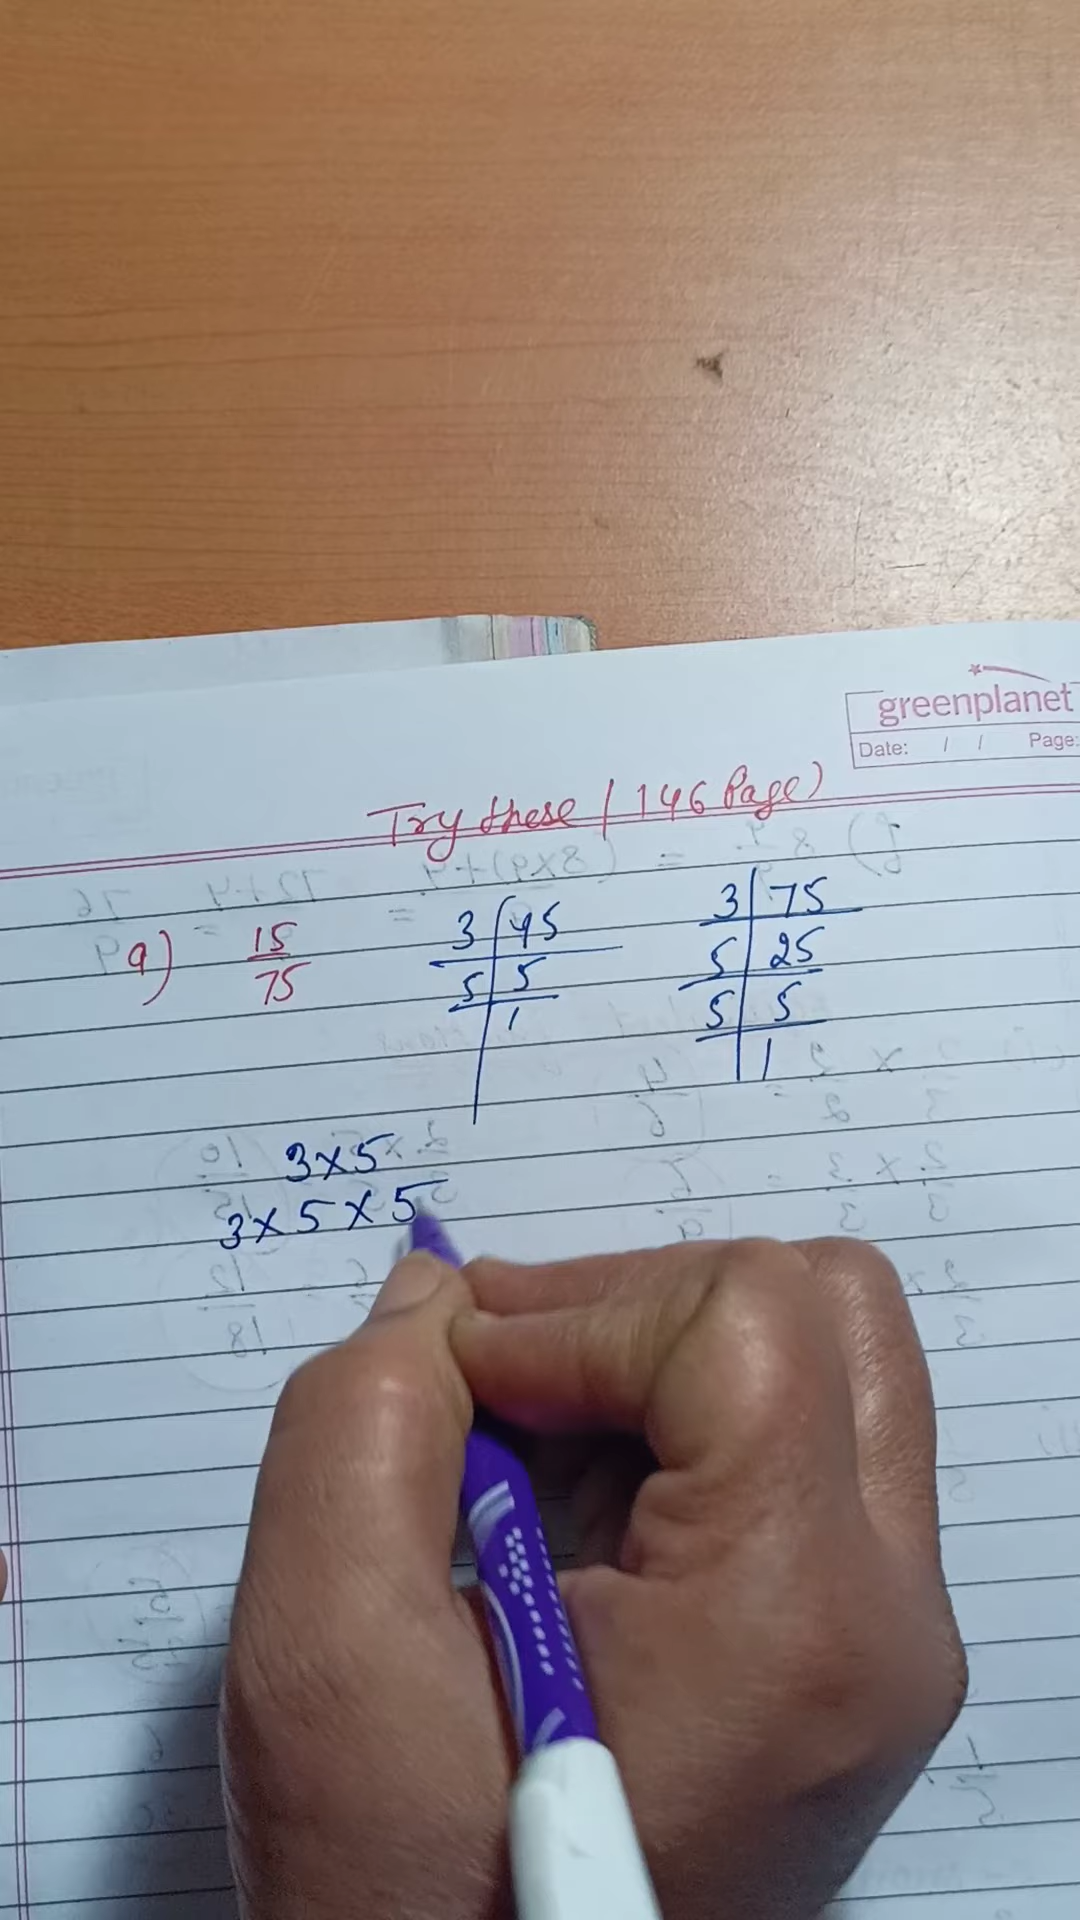 greenplanet
Date: / / Page:
Try these ( 146 Page)
a) 15/75
3 | 45
5 | 5
1
3 | 75
5 | 25
5 | 5
1
3×5
3×5×5